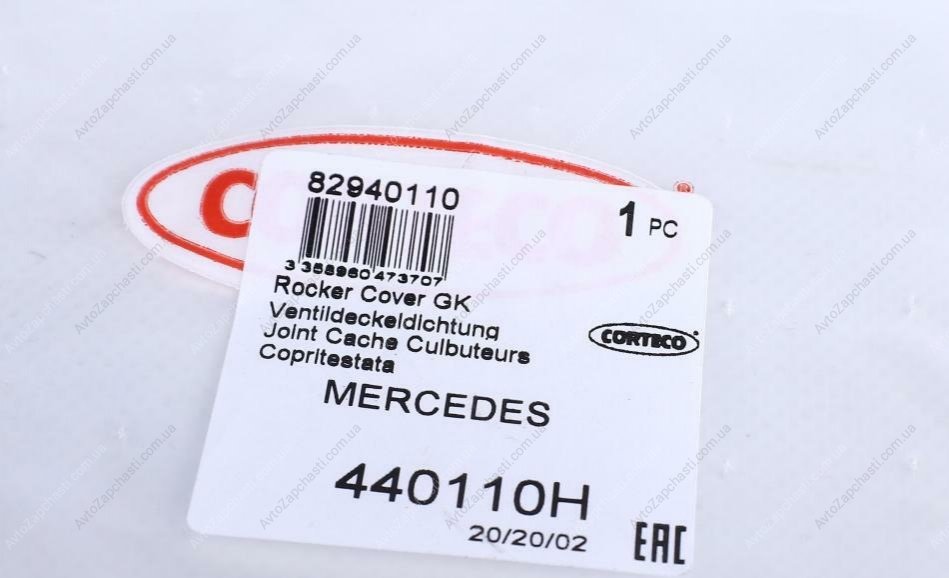 82940110
1 PC
3 358960 473707
Rocker Cover GK
Ventildeckeldichtung
Joint Cache Culbuteurs
Copritestata
CORTECO
MERCEDES
440110H
20/20/02
EAC
AvtoZapchasti.com.ua